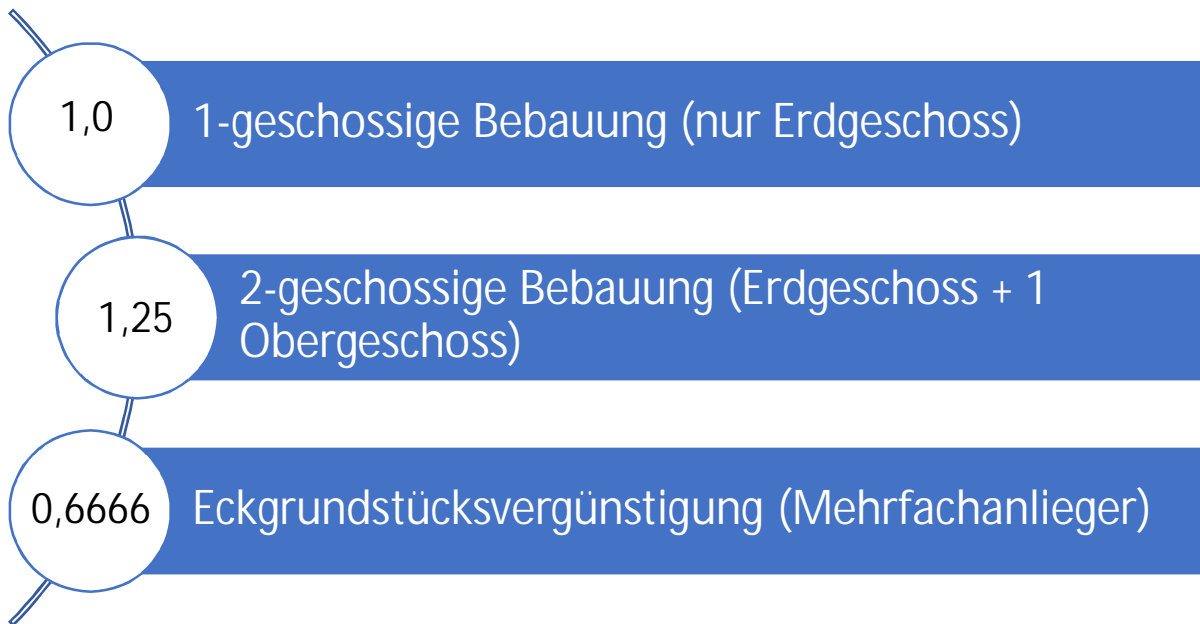 1,0
1-geschossige Bebauung (nur Erdgeschoss)
1,25
2-geschossige Bebauung (Erdgeschoss + 1
Obergeschoss)
0,6666
Eckgrundstücksvergünstigung (Mehrfachanlieger)